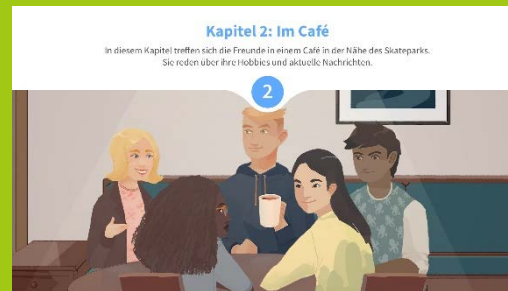 Kapitel 2: Im Café
In diesem Kapitel treffen sich die Freunde in einem Café in der Nähe des Skateparks.
Sie reden über ihre Hobbies und aktuelle Nachrichten.
2